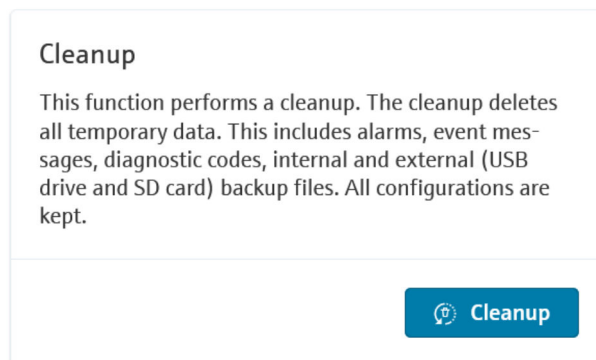 Cleanup
This function performs a cleanup. The cleanup deletes
all temporary data. This includes alarms, event mes-
sages, diagnostic codes, internal and external (USB
drive and SD card) backup files. All configurations are
kept.
Cleanup